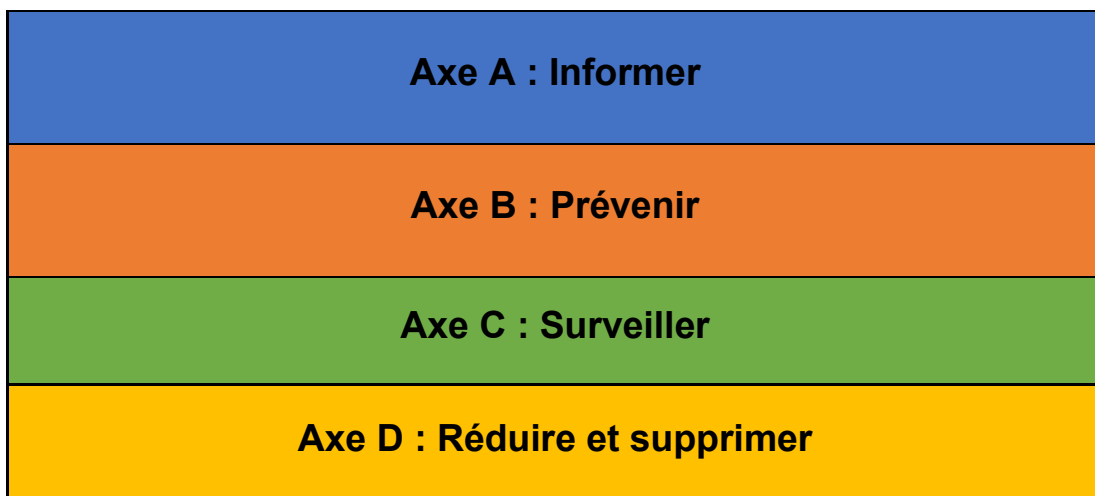 Axe A : Informer
Axe B : Prévenir
Axe C : Surveiller
Axe D : Réduire et supprimer